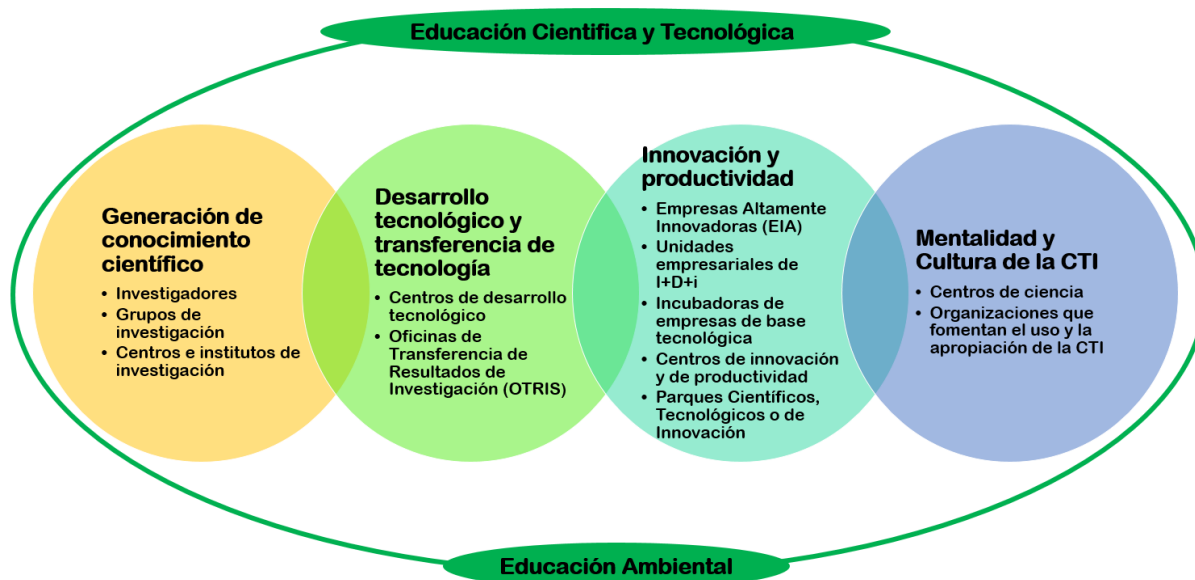 Educación Científica y Tecnológica
Generación de
conocimiento
científico
• Investigadores
• Grupos de
investigación
• Centros e institutos de
investigación
Desarrollo
tecnológico y
transferencia de
tecnología
• Centros de desarrollo
tecnológico
• Oficinas de
Transferencia de
Resultados de
Investigación (OTRIS)
Innovación y
productividad
• Empresas Altamente
Innovadoras (EIA)
• Unidades
empresariales de
I+D+i
• Incubadoras de
empresas de base
tecnológica
• Centros de innovación
y de productividad
• Parques Científicos,
Tecnológicos o de
Innovación
Mentalidad y
Cultura de la CTI
• Centros de ciencia
• Organizaciones que
fomentan el uso y la
apropiación de la CTI
Educación Ambiental